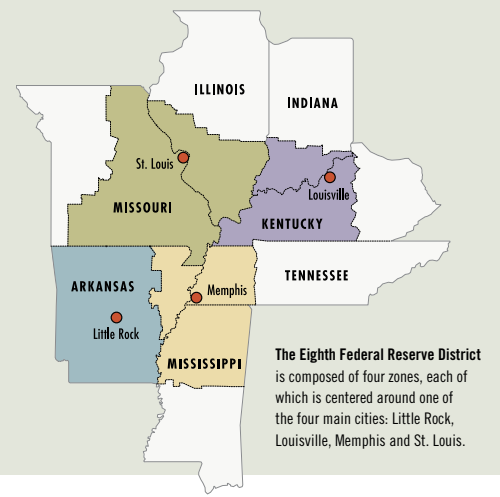 ILLINOIS
INDIANA
St. Louis
Louisville
MISSOURI
KENTUCKY
TENNESSEE
ARKANSAS
Memphis
Little Rock
MISSISSIPPI
The Eighth Federal Reserve District
is composed of four zones, each of
which is centered around one of
the four main cities: Little Rock,
Louisville, Memphis and St. Louis.